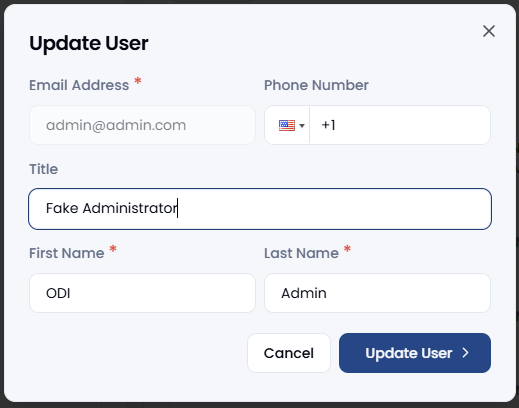 Update User
Email Address *
Phone Number
admin@admin.com
+1
Title
Fake Administrator
First Name *
Last Name *
ODI
Admin
Cancel
Update User